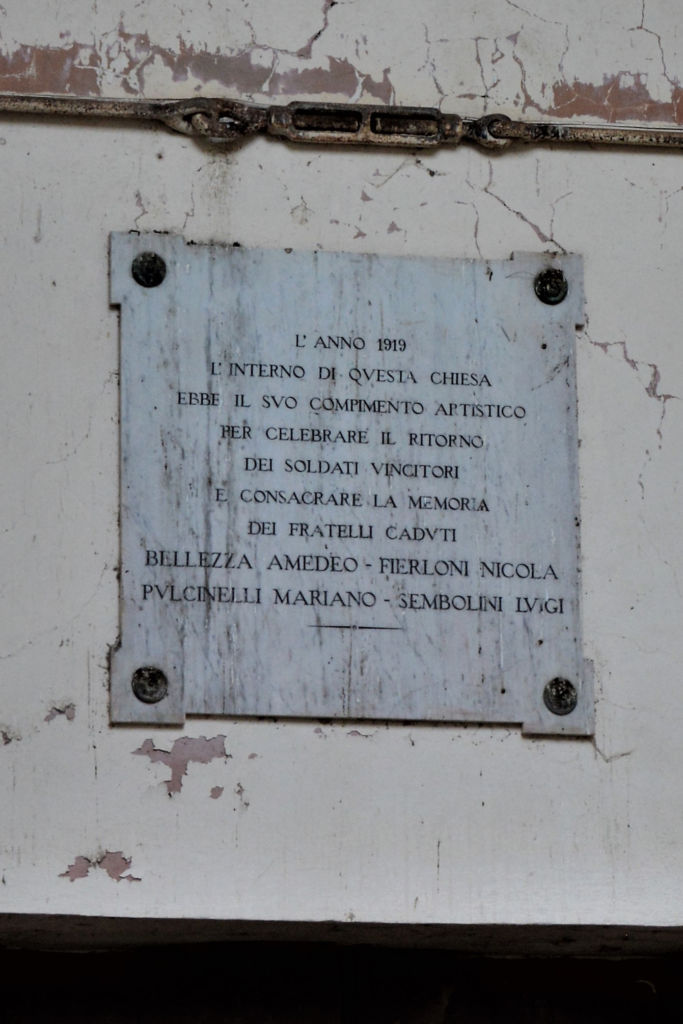 L' ANNO 1919
L' INTERNO DI QVESTA CHIESA
EBBE IL SVO COMPIMENTO ARTISTICO
PER CELEBRARE IL RITORNO
DEI SOLDATI VINCITORI
E CONSACRARE LA MEMORIA
DEI FRATELLI CADVTI
BELLEZZA AMEDEO - FIERLONI NICOLA
PVLCINELLI MARIANO - SEMBOLINI LVIGI